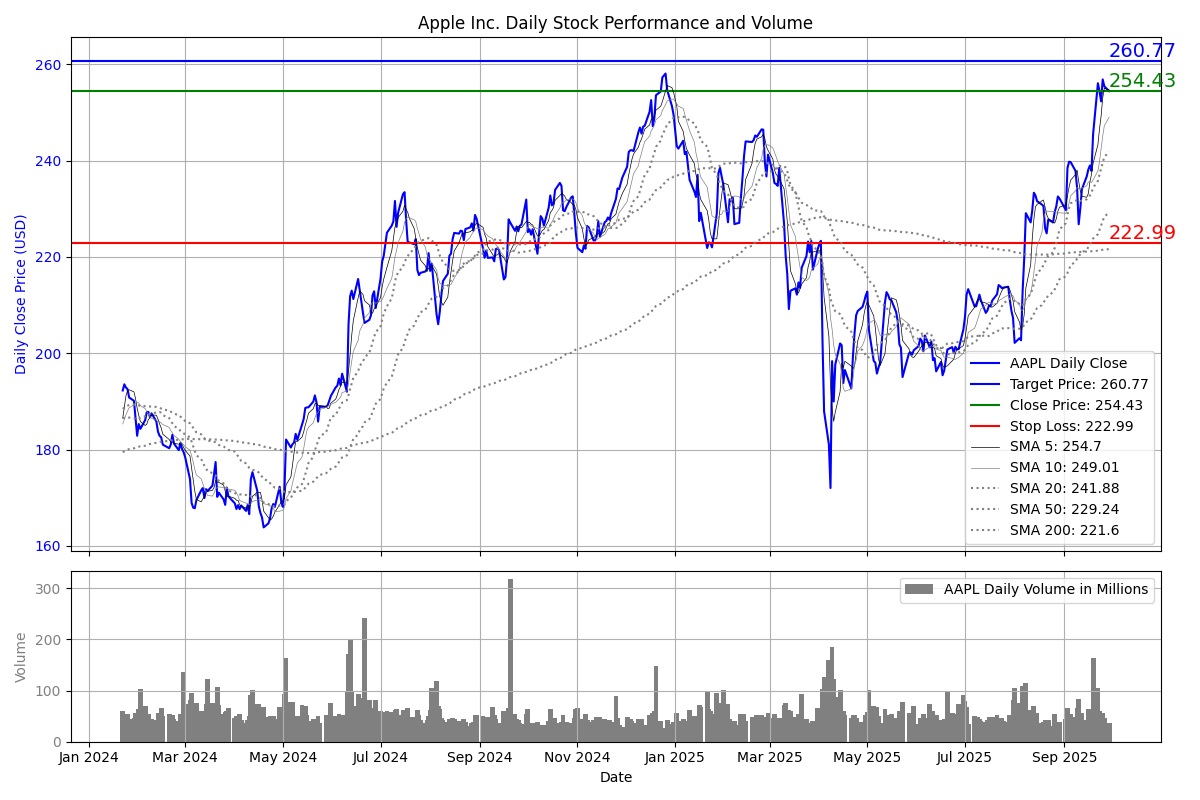 Apple Inc. Daily Stock Performance and Volume
260.77
254.43
222.99
Daily Close Price (USD)
260
240
220
200
180
160
AAPL Daily Close
Target Price: 260.77
Close Price: 254.43
Stop Loss: 222.99
SMA 5: 254.7
SMA 10: 249.01
SMA 20: 241.88
SMA 50: 229.24
SMA 200: 221.6
AAPL Daily Volume in Millions
Volume
300
200
100
0
Jan 2024 Mar 2024 May 2024 Jul 2024 Sep 2024 Nov 2024 Jan 2025 Mar 2025 May 2025 Jul 2025 Sep 2025
Date